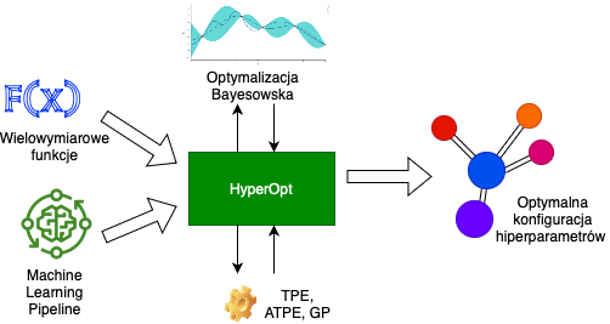 Optymalizacja
Bayesowska
F(x)
Wielowymiarowe
funkcje
HyperOpt
Optymalna
konfiguracja
hiperparametrów
Machine
Learning
Pipeline
TPE,
ATPE, GP